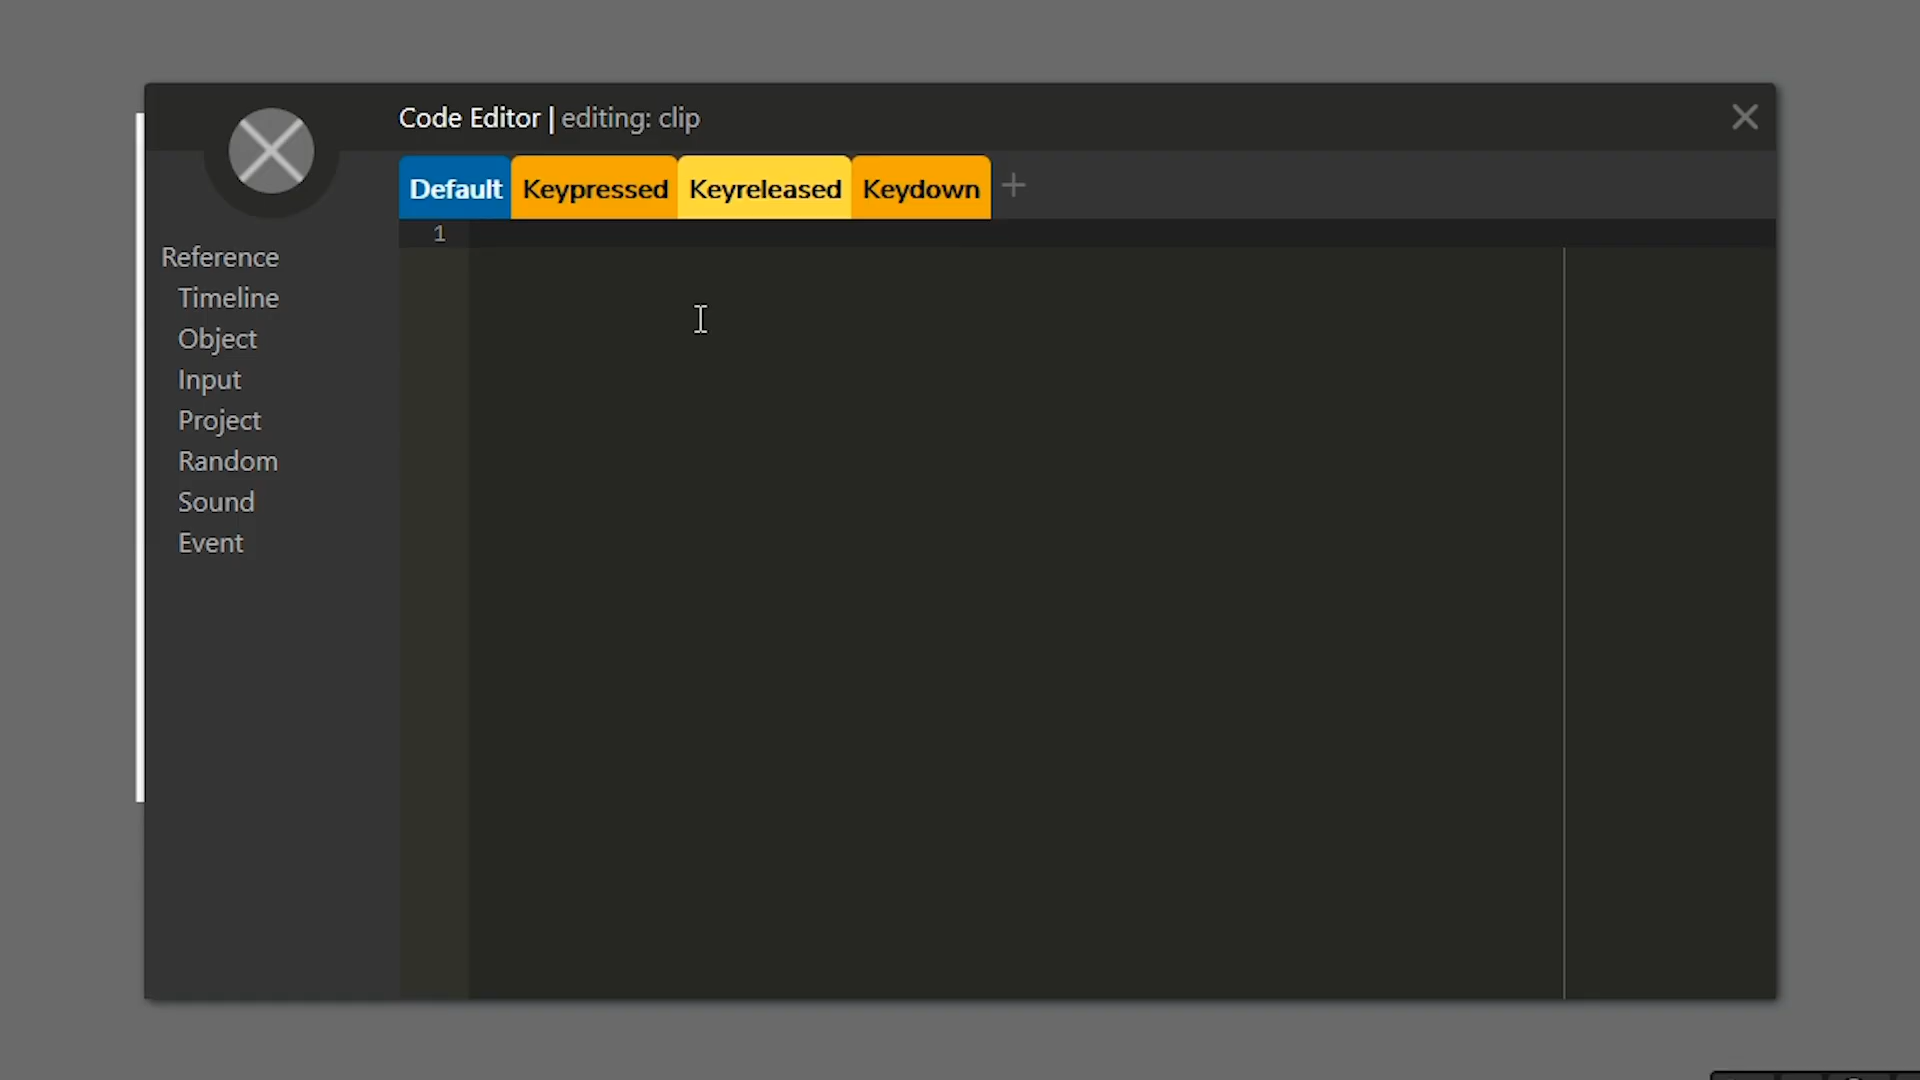 Code Editor | editing: clip
Default Keypressed Keyreleased Keydown +
1
Reference
Timeline
Object
Input
Project
Random
Sound
Event